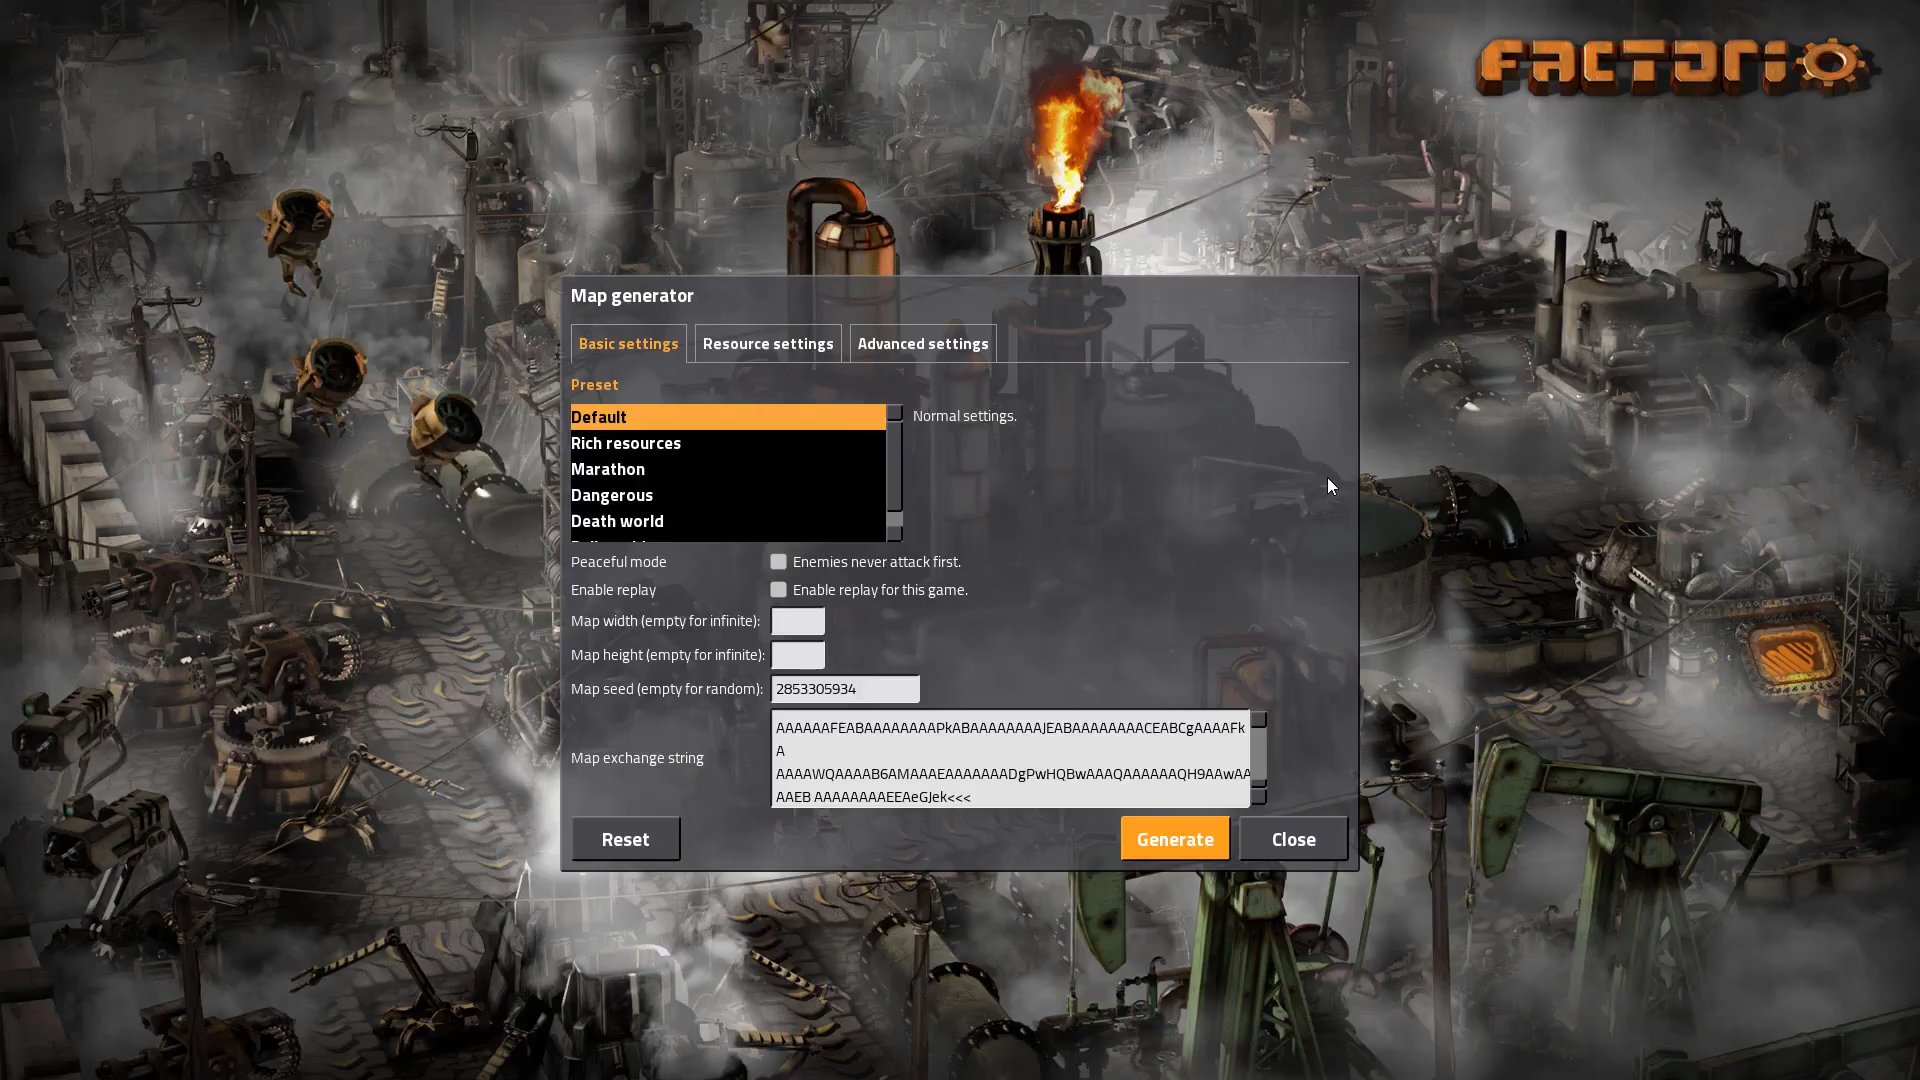 FACTORIO
Map generator
Basic settings
Resource settings
Advanced settings
Preset
Default
Normal settings.
Rich resources
Marathon
Dangerous
Death world
Peaceful mode
Enemies never attack first.
Enable replay
Enable replay for this game.
Map width (empty for infinite):
Map height (empty for infinite):
Map seed (empty for random):
2853305934
Map exchange string
AAAAAAFEABAAAAAAAAPkABAAAAAAAAJEABAAAAAAAACEABCgAAAAFk
A
AAAAWQAAAAB6AMAAAEAAAAAAADgPwHQBwAAAQAAAAAAQH9AAwAA
AAEB AAAAAAAAEEAeGJek<<<
Reset
Generate
Close